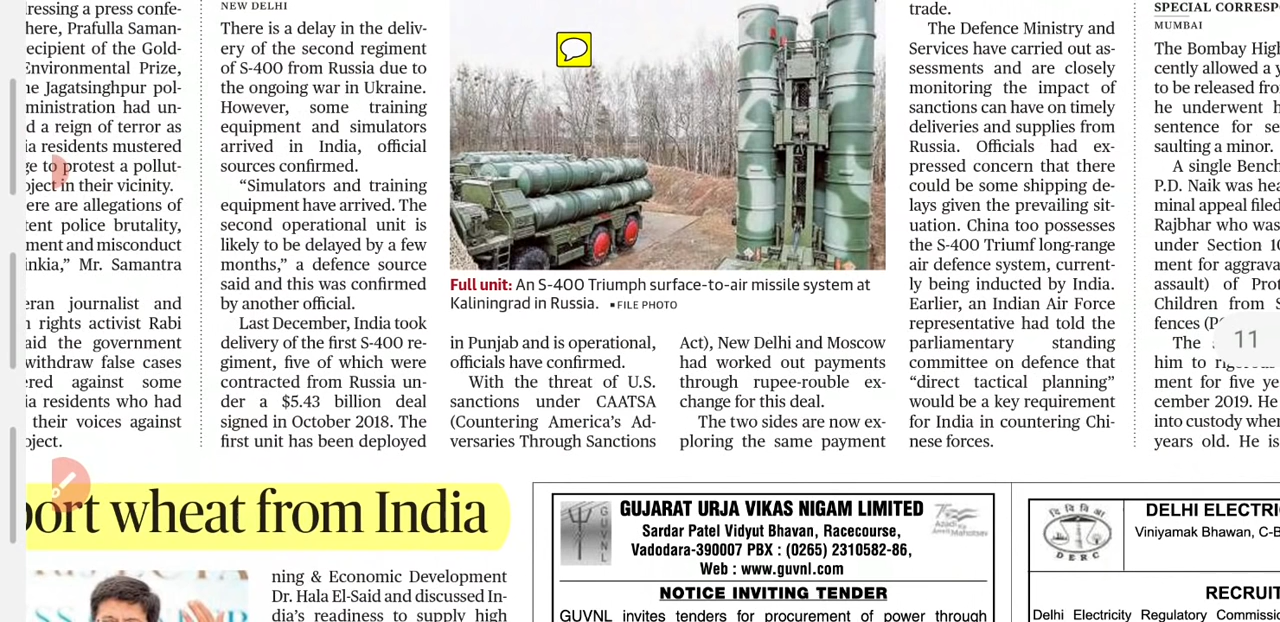 ressing a press confe-
here, Prafulla Saman-
ecipient of the Gold-
Environmental Prize,
he Jagatsinghpur pol-
ministration had un-
d a reign of terror as
ia residents mustered
ge to protest a pollut-
oject in their vicinity.
ere are allegations of
tent police brutality,
ment and misconduct
inkia,” Mr. Samantra
eran journalist and
n rights activist Rabi
aid the government
withdraw false cases
ered against some
ia residents who had
their voices against
oject.
NEW DELHI
There is a delay in the deliv-
ery of the second regiment
of S-400 from Russia due to
the ongoing war in Ukraine.
However, some training
equipment and simulators
arrived in India, official
sources confirmed.
“Simulators and training
equipment have arrived. The
second operational unit is
likely to be delayed by a few
months,” a defence source
said and this was confirmed
by another official.
Last December, India took
delivery of the first S-400 re-
giment, five of which were
contracted from Russia un-
der a $5.43 billion deal
signed in October 2018. The
first unit has been deployed
Full unit: An S-400 Triumph surface-to-air missile system at
Kaliningrad in Russia. ▪ FILE PHOTO
in Punjab and is operational,
officials have confirmed.
With the threat of U.S.
sanctions under CAATSA
(Countering America’s Ad-
versaries Through Sanctions
Act), New Delhi and Moscow
had worked out payments
through rupee-rouble ex-
change for this deal.
The two sides are now ex-
ploring the same payment
trade.
The Defence Ministry and
Services have carried out as-
sessments and are closely
monitoring the impact of
sanctions can have on timely
deliveries and supplies from
Russia. Officials had ex-
pressed concern that there
could be some shipping de-
lays given the prevailing sit-
uation. China too possesses
the S-400 Triumf long-range
air defence system, current-
ly being inducted by India.
Earlier, an Indian Air Force
representative had told the
parliamentary standing
committee on defence that
“direct tactical planning”
would be a key requirement
for India in countering Chi-
nese forces.
SPECIAL CORRESP
MUMBAI
The Bombay Hig
cently allowed a y
to be released fro
he underwent h
sentence for se
saulting a minor.
A single Bench
P.D. Naik was hea
minal appeal filed
Rajbhar who was
under Section 10
ment for aggrava
assault) of Prot
Children from S
fences (P
The
him to
ment for five ye
cember 2019. He
into custody when
years old. He is
11
port wheat from India
ning & Economic Development
Dr. Hala El-Said and discussed In-
dia’s readiness to supply high
GUVNL
GUJARAT URJA VIKAS NIGAM LIMITED
Sardar Patel Vidyut Bhavan, Racecourse,
Vadodara-390007 PBX : (0265) 2310582-86,
Web : www.guvnl.com
Azadi Ka
Amrit Mahotsav
NOTICE INVITING TENDER
GUVNL invites tenders for procurement of power through
DERC
DELHI ELECTRI
Viniyamak Bhawan, C-B
RECRUIT
Delhi Electricity Regulatory Commissio